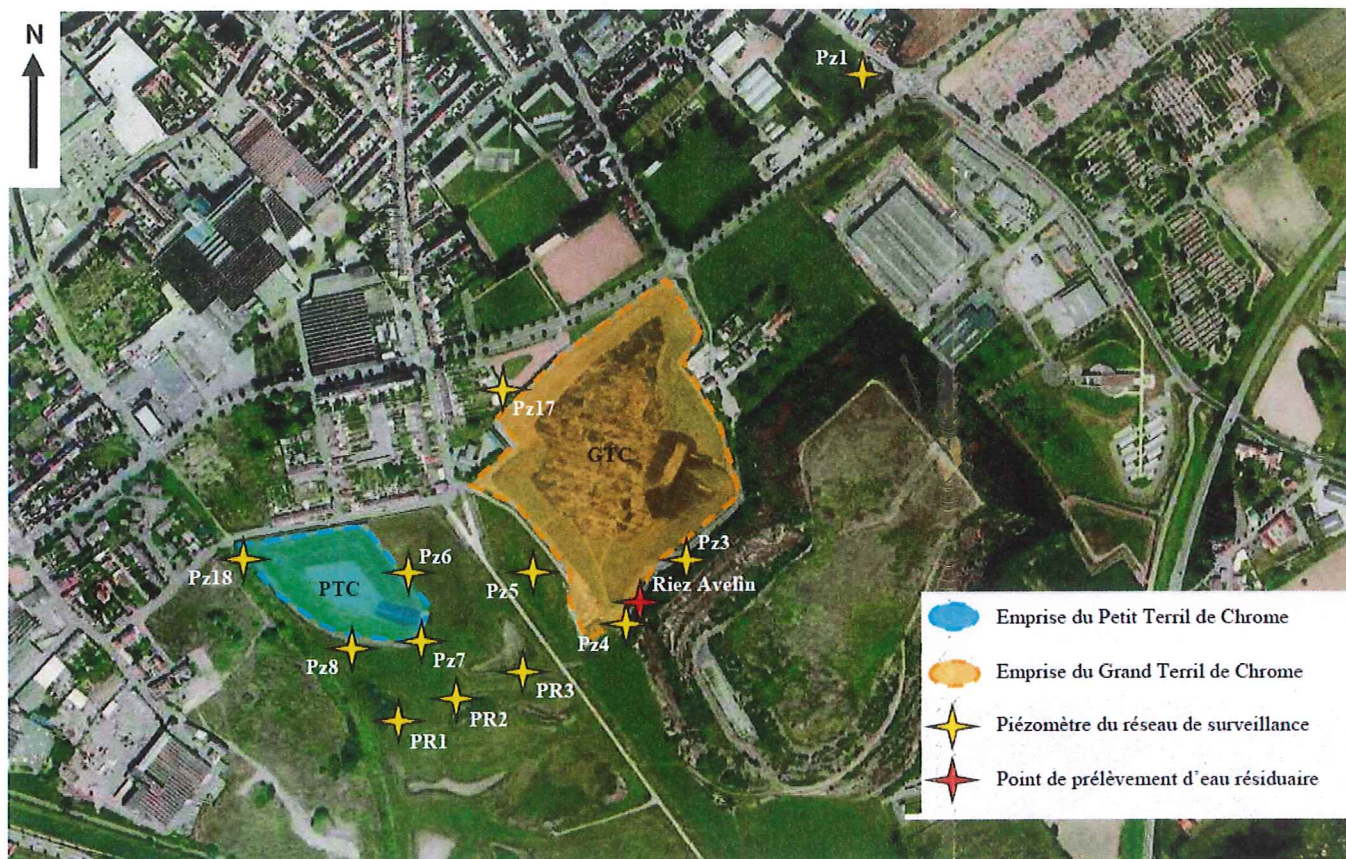 N
Pz1
Pz17
GTC
Pz3
Pz18
Pz6
Pz5
PTC
Riez Avelin
Pz4
Pz8
Pz7
PR3
PR2
PR1
Emprise du Petit Terril de Chrome
Emprise du Grand Terril de Chrome
Piézomètre du réseau de surveillance
Point de prélèvement d'eau résiduaire